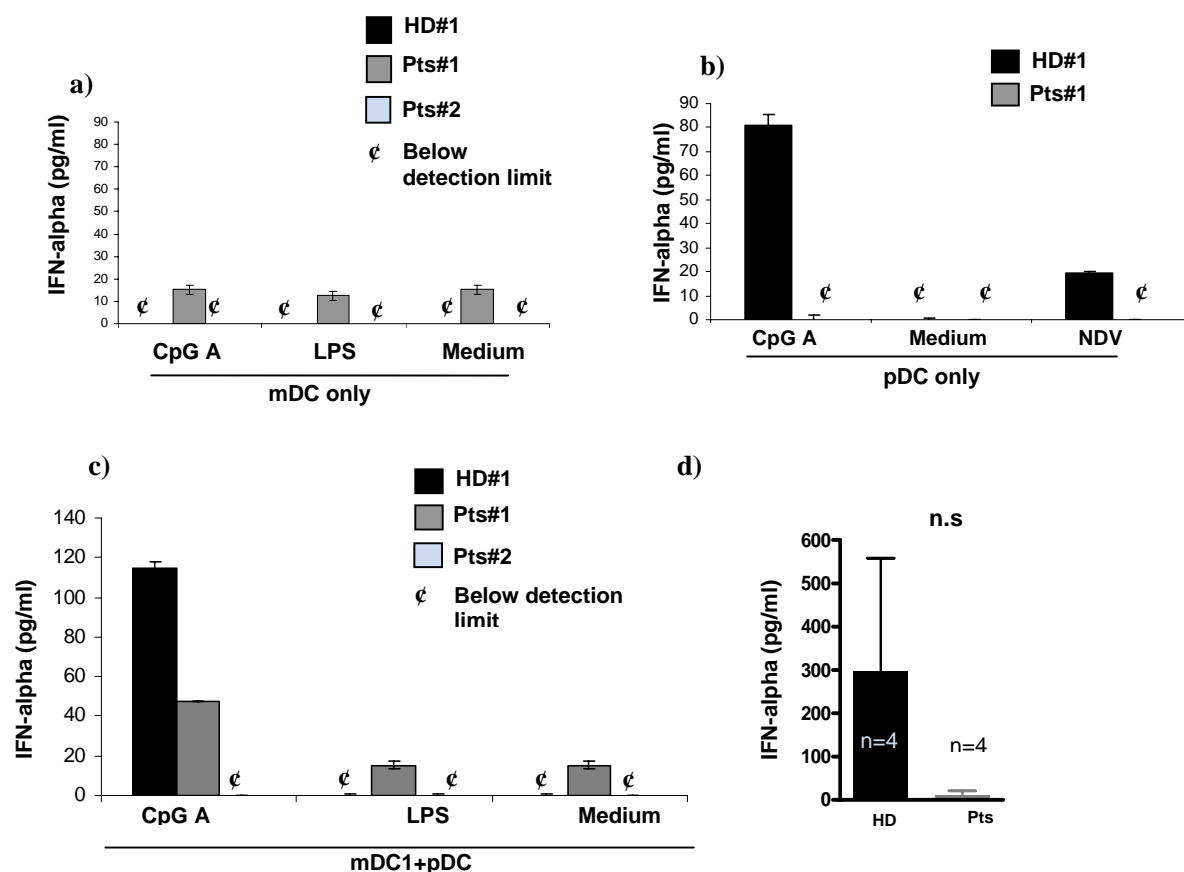 a)
HD#1
Pts#1
Pts#2
¢ Below
detection limit
IFN-alpha (pg/ml)
90
80
70
60
50
40
30
20
10
0
¢ ¢ ¢ ¢ ¢ ¢
CpG A LPS Medium
mDC only
b)
HD#1
Pts#1
IFN-alpha (pg/ml)
90
80
70
60
50
40
30
20
10
0
¢ ¢ ¢ ¢
CpG A Medium NDV
pDC only
c)
HD#1
Pts#1
Pts#2
¢ Below detection
limit
IFN-alpha (pg/ml)
140
120
100
80
60
40
20
0
¢ ¢ ¢ ¢ ¢
CpG A LPS Medium
mDC1+pDC
d)
n.s
IFN-alpha (pg/ml)
600
500
400
300
200
100
0
n=4 n=4
HD Pts